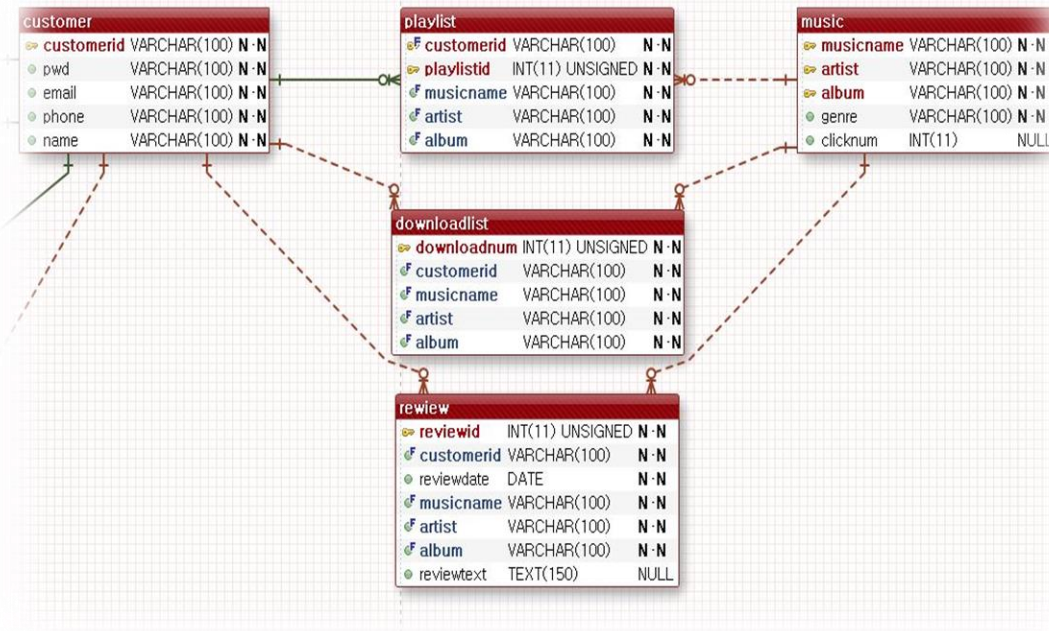 customer
customerid VARCHAR(100) N·N
pwd VARCHAR(100) N·N
email VARCHAR(100) N·N
phone VARCHAR(100) N·N
name VARCHAR(100) N·N
playlist
customerid VARCHAR(100) N·N
playlistid INT(11) UNSIGNED N·N
musicname VARCHAR(100) N·N
artist VARCHAR(100) N·N
album VARCHAR(100) N·N
music
musicname VARCHAR(100) N·N
artist VARCHAR(100) N·N
album VARCHAR(100) N·N
genre VARCHAR(100) N·N
clicknum INT(11) NULL
downloadlist
downloadnum INT(11) UNSIGNED N·N
customerid VARCHAR(100) N·N
musicname VARCHAR(100) N·N
artist VARCHAR(100) N·N
album VARCHAR(100) N·N
rewiew
reviewid INT(11) UNSIGNED N·N
customerid VARCHAR(100) N·N
reviewdate DATE N·N
musicname VARCHAR(100) N·N
artist VARCHAR(100) N·N
album VARCHAR(100) N·N
reviewtext TEXT(150) NULL